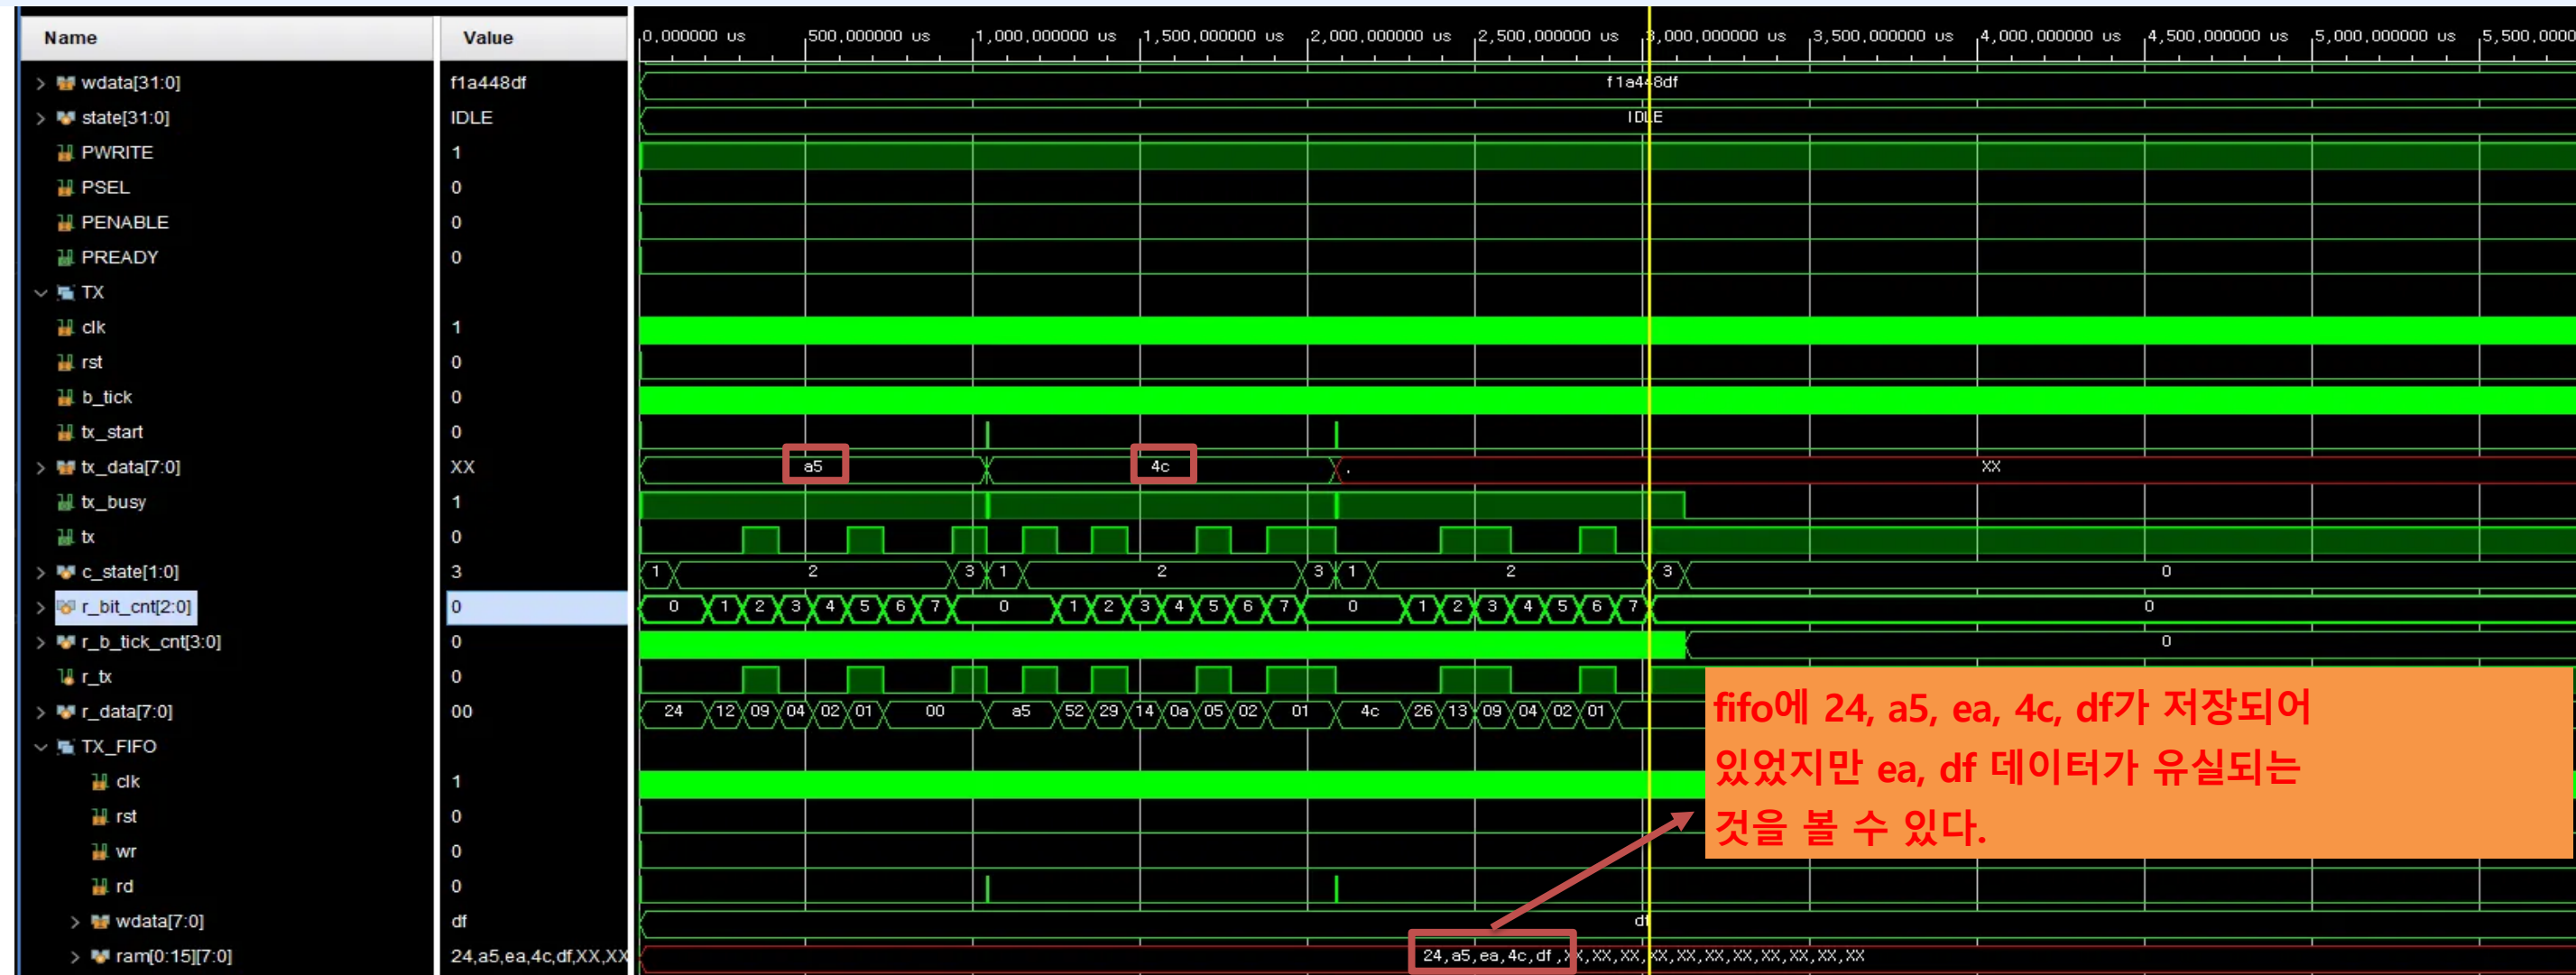 Name Value
0,000000 us 500,000000 us 1,000,000000 us 1,500,000000 us 2,000,000000 us 2,500,000000 us 3,000,000000 us 3,500,000000 us 4,000,000000 us 4,500,000000 us 5,000,000000 us 5,500,0000
wdata[31:0] f1a448df f1a448df
state[31:0] IDLE IDLE
PWRITE 1
PSEL 0
PENABLE 0
PREADY 0
TX
clk 1
rst 0
b_tick 0
tx_start 0
tx_data[7:0] XX a5 4c . XX
tx_busy 1
tx 0
c_state[1:0] 3 1 2 3 1 2 3 1 2 3 0
r_bit_cnt[2:0] 0 0 1 2 3 4 5 6 7 0 1 2 3 4 5 6 7 0 1 2 3 4 5 6 7 0
r_b_tick_cnt[3:0] 0 0
r_tx 0
r_data[7:0] 00 24 12 09 04 02 01 00 a5 52 29 14 0a 05 02 01 4c 26 13 09 04 02 01
fifo에 24, a5, ea, 4c, df가 저장되어
있었지만 ea, df 데이터가 유실되는
것을 볼 수 있다.
TX_FIFO
clk 1
rst 0
wr 0
rd 0
wdata[7:0] df df
ram[0:15][7:0] 24,a5,ea,4c,df,XX,XX 24,a5,ea,4c,df,XX,XX,XX,XX,XX,XX,XX,XX,XX,XX,XX